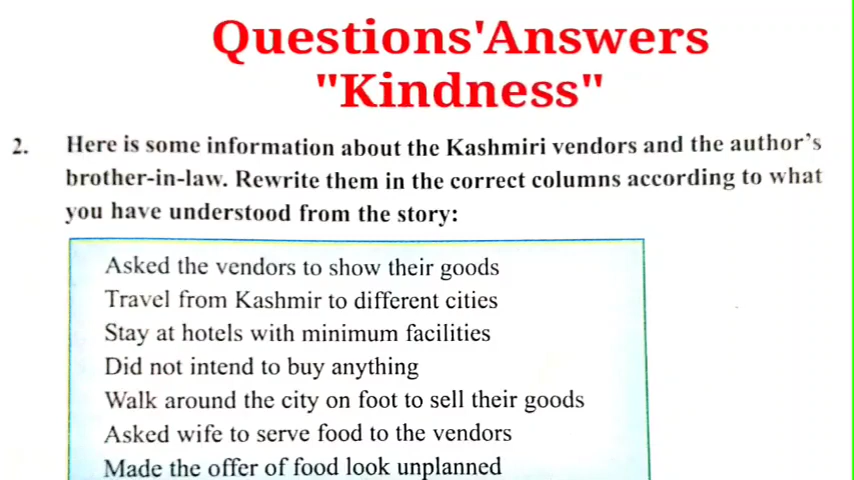 Questions'Answers
"Kindness"
2. Here is some information about the Kashmiri vendors and the author's
brother-in-law. Rewrite them in the correct columns according to what
you have understood from the story:
Asked the vendors to show their goods
Travel from Kashmir to different cities
Stay at hotels with minimum facilities
Did not intend to buy anything
Walk around the city on foot to sell their goods
Asked wife to serve food to the vendors
Made the offer of food look unplanned